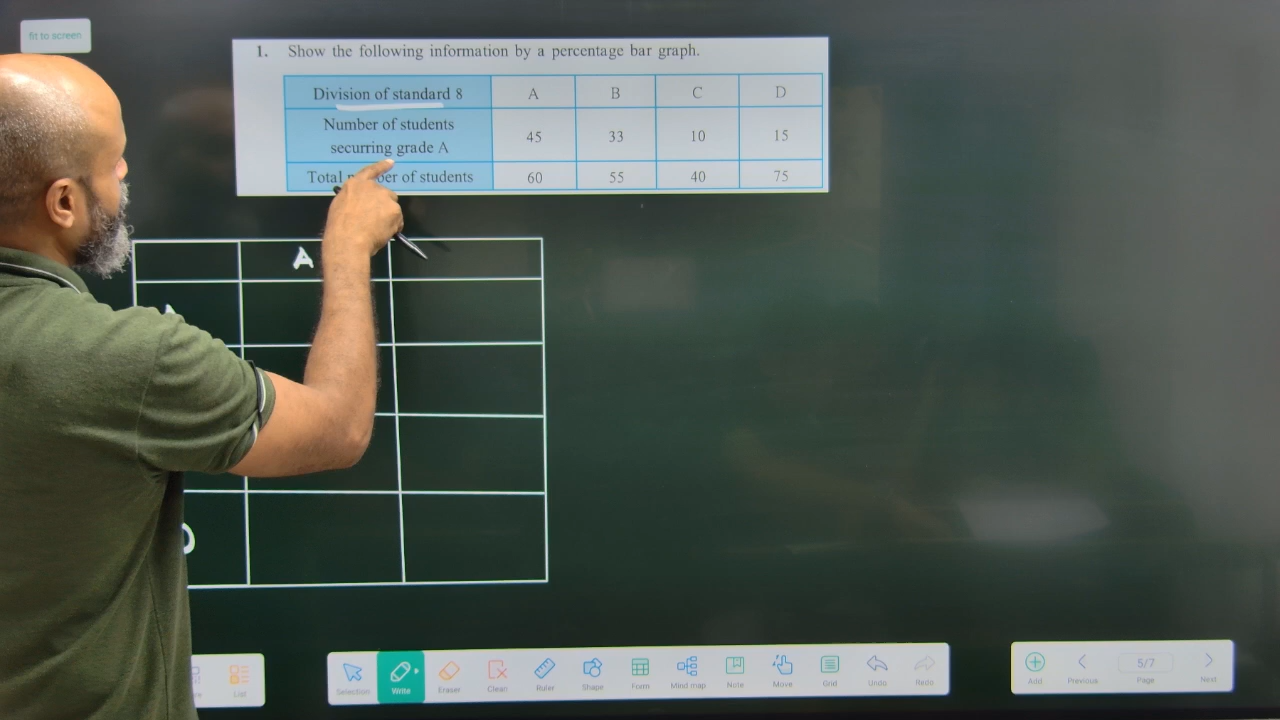 fit to screen
1. Show the following information by a percentage bar graph.
Division of standard 8 A B C D
Number of students
securring grade A 45 33 10 15
Total of students 60 55 40 75
A
List
Selection Write Eraser Clean Ruler Shape Form Mind map Note Move Grid Undo Redo
Add Previous 5/7 Page Next